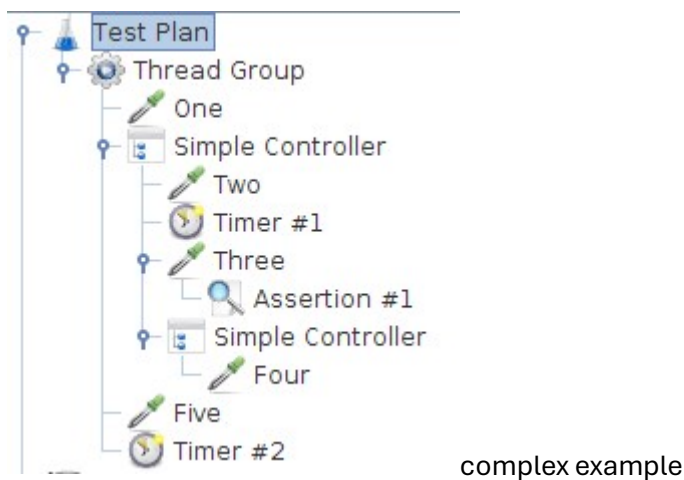 Test Plan
Thread Group
One
Simple Controller
Two
Timer #1
Three
Assertion #1
Simple Controller
Four
Five
Timer #2
complex example